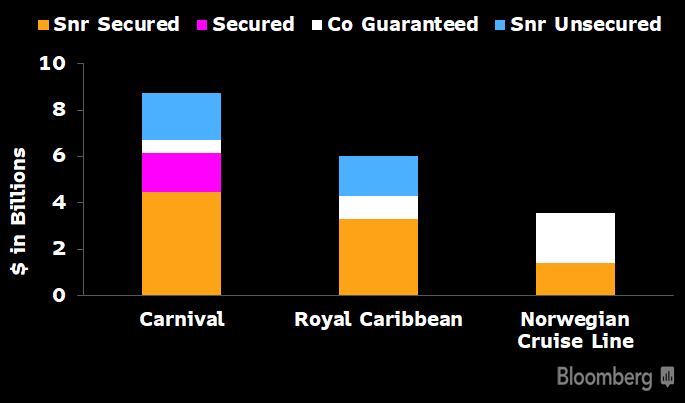 Snr Secured Secured Co Guaranteed Snr Unsecured
10
8
6
4
2
0
$ in Billions
Carnival Royal Caribbean Norwegian
Cruise Line
Bloomberg